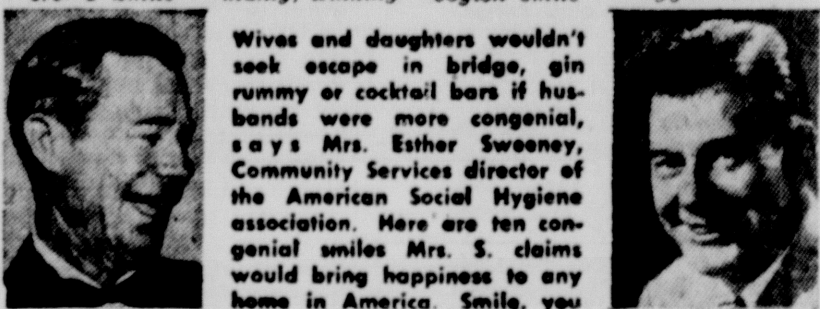 Wives and daughters wouldn't
seek escape in bridge, gin
rummy or cocktail bars if hus-
bands were more congenial,
says Mrs. Esther Sweeney,
Community Services director of
the American Social Hygiene
association. Here are ten con-
genial smiles Mrs. S. claims
would bring happiness to any
home in America. Smile, you